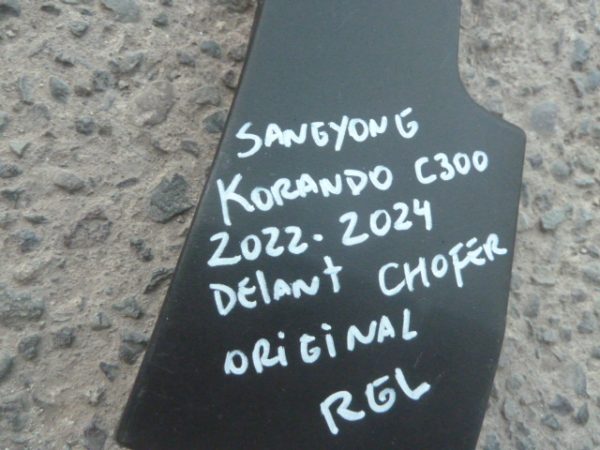 SANGYONG
KORANDO C300
2022-2024
DELANT CHOFER
ORIGINAL
RGL